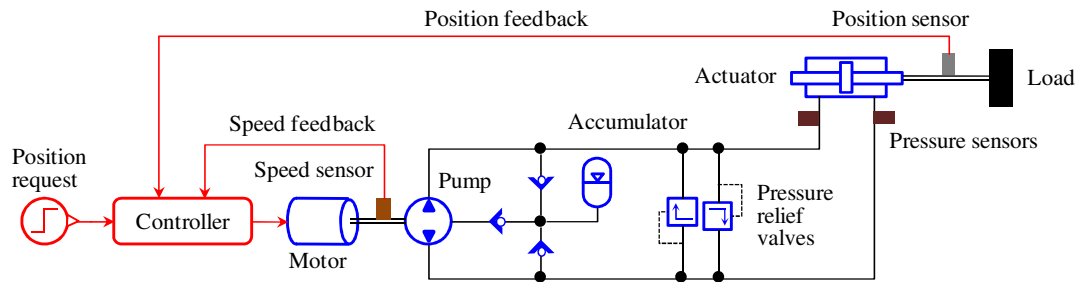 Position feedback
Position sensor
Actuator
Load
Speed feedback
Accumulator
Pressure sensors
Position
request
Speed sensor
Pump
Controller
Motor
Pressure
relief
valves